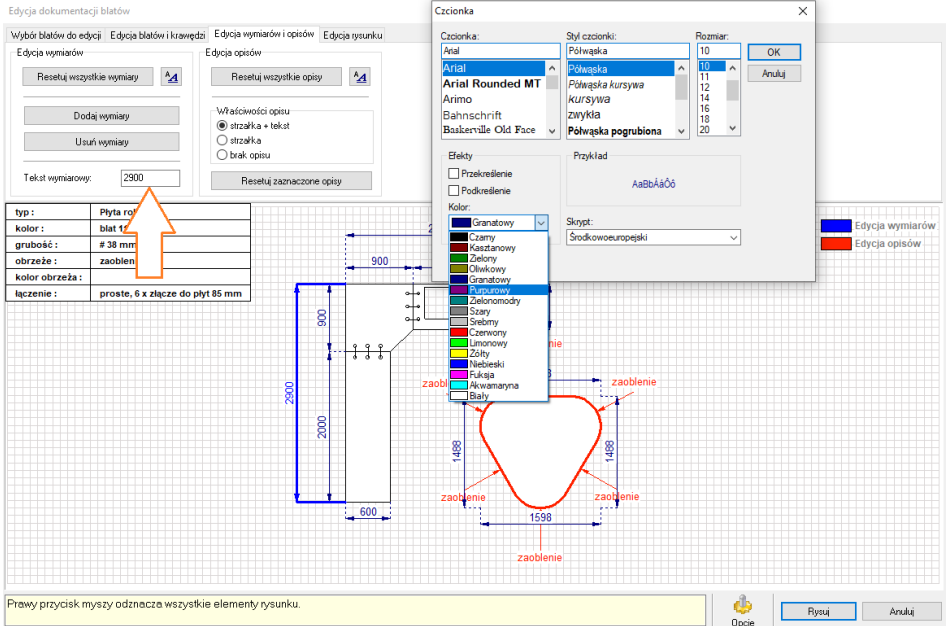 Edycja dokumentacji blatów
Wybór blatów do edycji
Edycja blatów i krawędzi
Edycja wymiarów i opisów
Edycja rysunku
Edycja wymiarów
Resetuj wszystkie wymiary
AA
Dodaj wymiary
Usuń wymiary
Tekst wymiarowy:
2900
Edycja opisów
Resetuj wszystkie opisy
AA
Właściwości opisu
strzałka + tekst
strzałka
brak opisu
Resetuj zaznaczone opisy
Czcionka
Czcionka:
Arial
Arial
Arial Rounded MT
Arimo
Bahnschrift
Baskerville Old Face
Styl czcionki:
Półwąska
Półwąska
Półwąska kursywa
kursywa
zwykła
Półwąska pogrubiona
Rozmiar:
10
10
11
12
14
16
18
20
OK
Anuluj
Efekty
Przekreślenie
Podkreślenie
Kolor:
Granatowy
Czarny
Kasztanowy
Zielony
Oliwkowy
Granatowy
Purpurowy
Zielonomodry
Szary
Srebrny
Czerwony
Limonowy
Żółty
Niebieski
Fuksja
Akwamaryna
Biały
Przykład
AaBbÁáÔô
Skrypt:
Środkowoeuropejski
typ :
Płyta
kolor :
blat
grubość :
# 38 mm
obrzeże :
kolor obrzeża :
łączenie :
proste, 6 x złącze do płyt 85 mm
Edycja wymiarów
Edycja opisów
900
900
2900
2000
600
zaoblenie
1488
1488
zaoblenie
zaoblenie
1598
zaoblenie
Prawy przycisk myszy odznacza wszystkie elementy rysunku.
Opcje
Rysuj
Anuluj